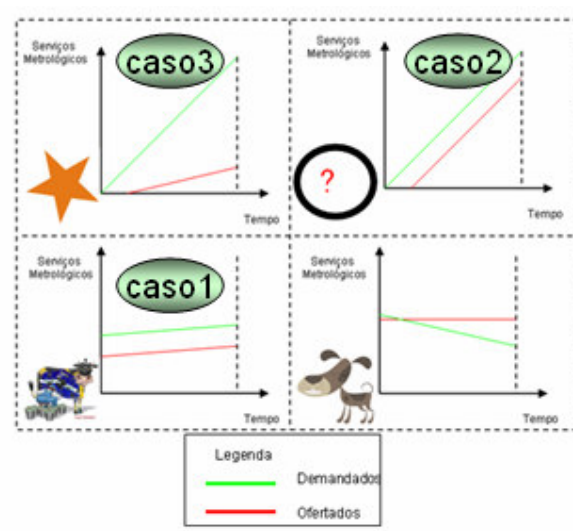 Serviços
Metrológicos
caso3
Tempo
Serviços
Metrológicos
caso2
?
Tempo
Serviços
Metrológicos
caso1
Tempo
Serviços
Metrológicos
Tempo
Legenda
Demandados
Ofertados